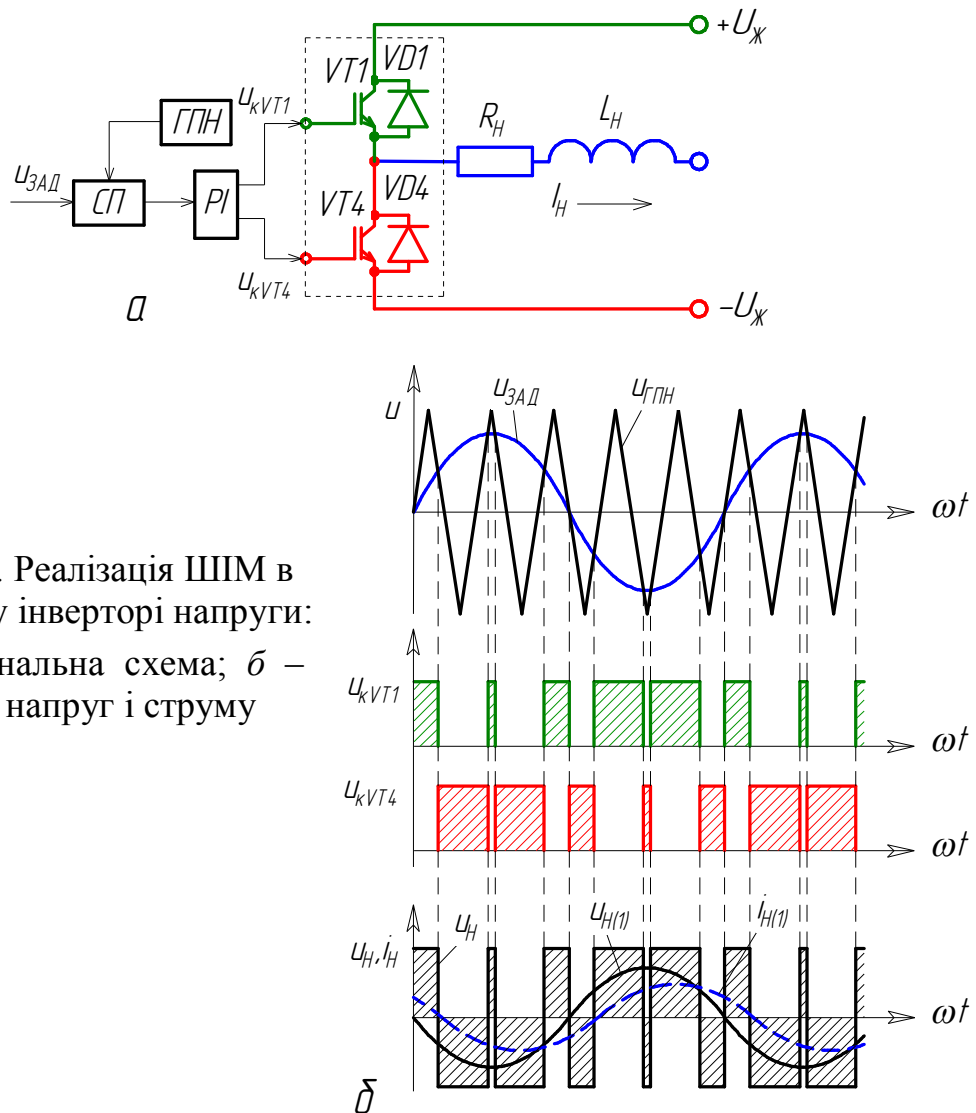 +Uж
VT1 VD1
uкVT1
ГПН
RН LН
uЗАД
СП
РІ
VD4
VT4
IН
uкVT4
а
−Uж
u
uЗАД
uГПН
ωt
. Реалізація ШІМ в
у інверторі напруги:
нальна схема; б –
напруг і струму
uкVT1
ωt
uкVT4
ωt
uН
uН(1)
iН(1)
uН,iН
ωt
б